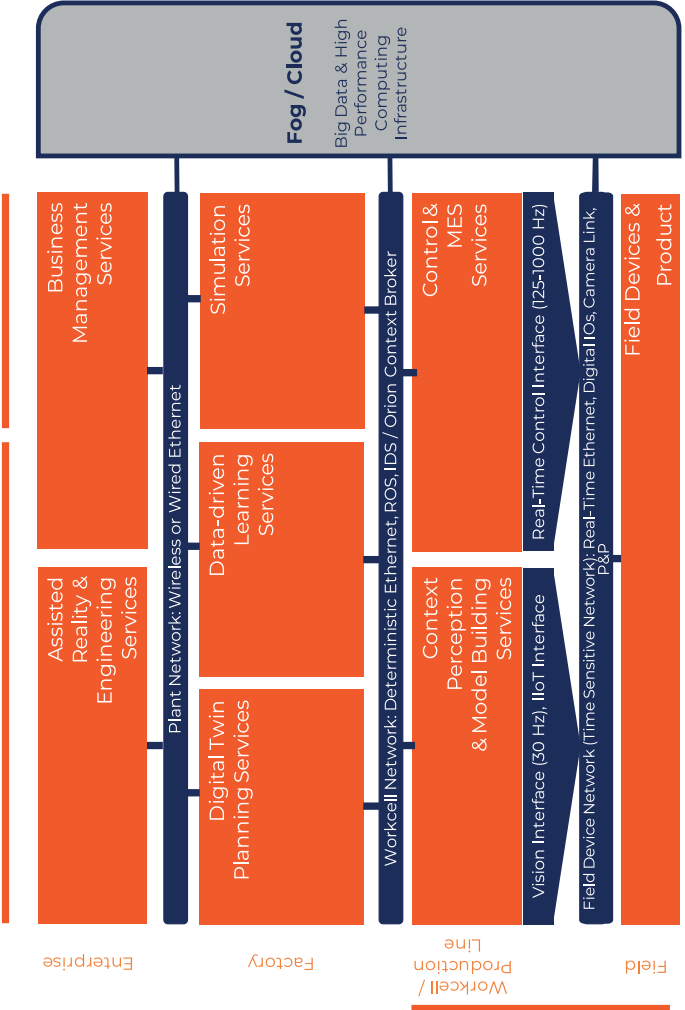 Enterprise
Assisted
Reality &
Engineering
Services
Business
Management
Services
Plant Network: Wireless or Wired Ethernet
Factory
Digital Twin
Planning Services
Data-driven
Learning
Services
Simulation
Services
Workcell Network: Deterministic Ethernet, ROS, IDS / Orion Context Broker
Workcell /
Production
Line
Context
Perception
& Model Building
Services
Control &
MES
Services
Vision Interface (30 Hz), IIoT Interface
Real-Time Control Interface (125-1000 Hz)
Field Device Network (Time Sensitive Network): Real-Time Ethernet, Digital IOs, Camera Link,
P&P
Field
Field Devices &
Product
Fog / Cloud
Big Data & High
Performance
Computing
Infrastructure